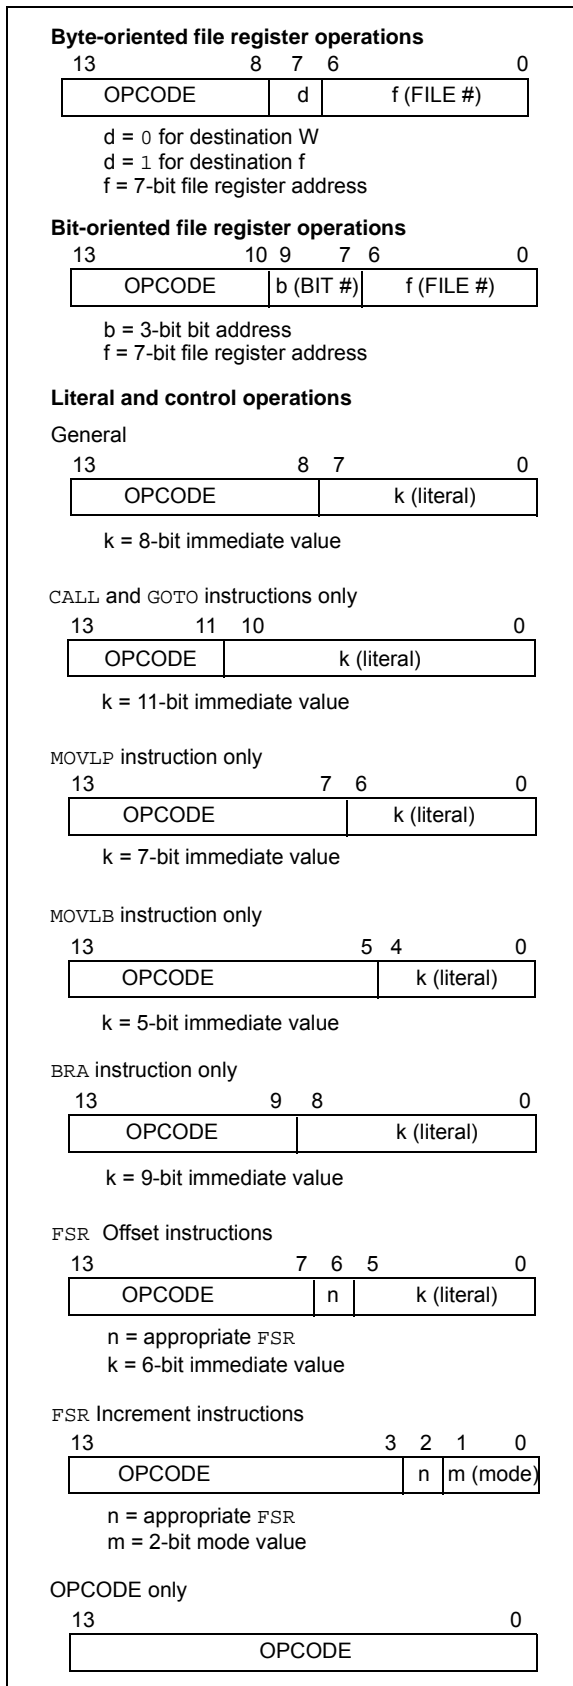 Byte-oriented file register operations
13 8 7 6 0
OPCODE d f (FILE #)
d = 0 for destination W
d = 1 for destination f
f = 7-bit file register address
Bit-oriented file register operations
13 10 9 7 6 0
OPCODE b (BIT #) f (FILE #)
b = 3-bit bit address
f = 7-bit file register address
Literal and control operations
General
13 8 7 0
OPCODE k (literal)
k = 8-bit immediate value
CALL and GOTO instructions only
13 11 10 0
OPCODE k (literal)
k = 11-bit immediate value
MOVLP instruction only
13 7 6 0
OPCODE k (literal)
k = 7-bit immediate value
MOVLB instruction only
13 5 4 0
OPCODE k (literal)
k = 5-bit immediate value
BRA instruction only
13 9 8 0
OPCODE k (literal)
k = 9-bit immediate value
FSR Offset instructions
13 7 6 5 0
OPCODE n k (literal)
n = appropriate FSR
k = 6-bit immediate value
FSR Increment instructions
13 3 2 1 0
OPCODE n m (mode)
n = appropriate FSR
m = 2-bit mode value
OPCODE only
13 0
OPCODE